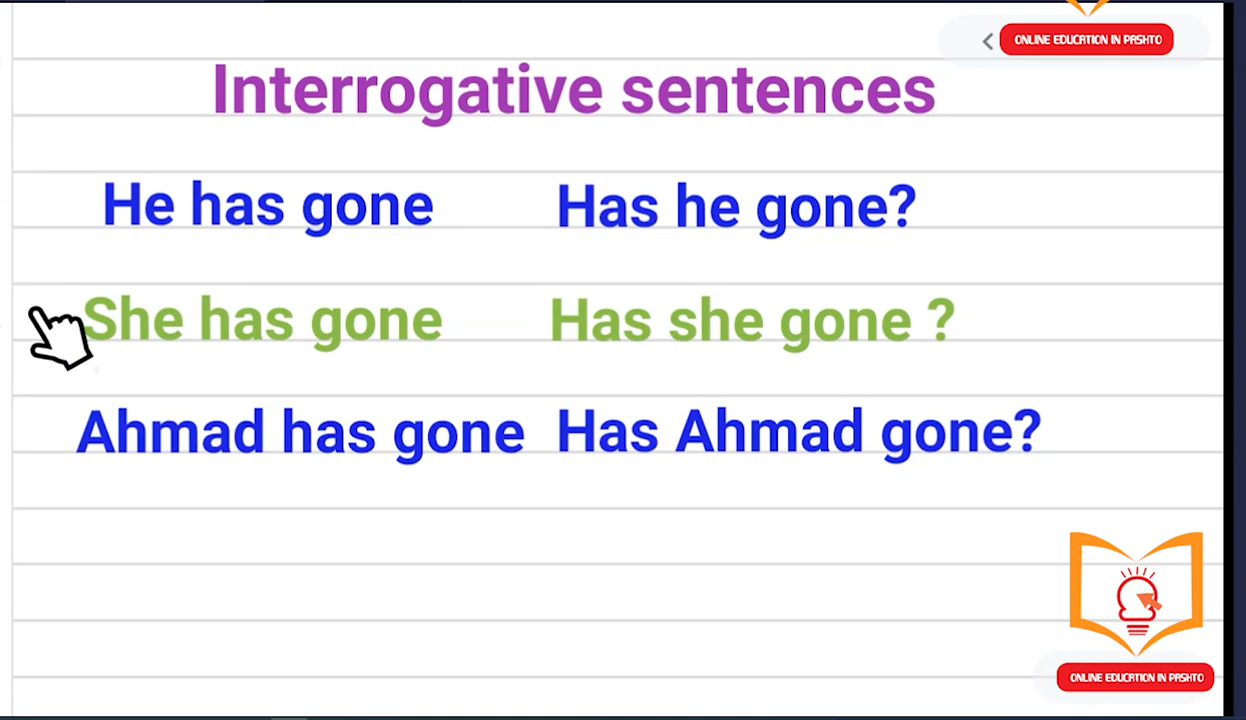 ONLINE EDUCATION IN PASHTO
Interrogative sentences
He has gone Has he gone?
She has gone Has she gone ?
Ahmad has gone Has Ahmad gone?
ONLINE EDUCATION IN PASHTO